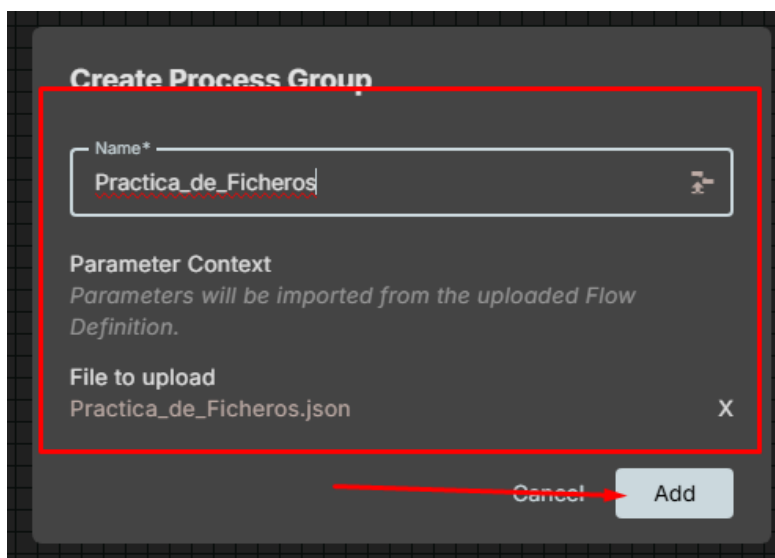 Create Process Group
Name*
Practica_de_Ficheros
Parameter Context
Parameters will be imported from the uploaded Flow
Definition.
File to upload
Practica_de_Ficheros.json X
Cancel Add